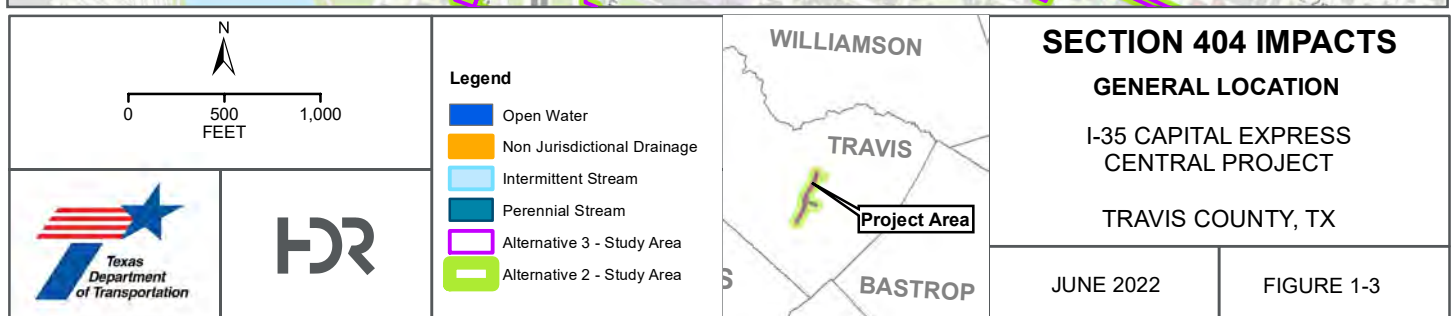 N
0 500 1,000
FEET
Texas
Department
of Transportation
HDR
Legend
Open Water
Non Jurisdictional Drainage
Intermittent Stream
Perennial Stream
Alternative 3 - Study Area
Alternative 2 - Study Area
WILLIAMSON
TRAVIS
Project Area
S
BASTROP
SECTION 404 IMPACTS
GENERAL LOCATION
I-35 CAPITAL EXPRESS
CENTRAL PROJECT
TRAVIS COUNTY, TX
JUNE 2022
FIGURE 1-3